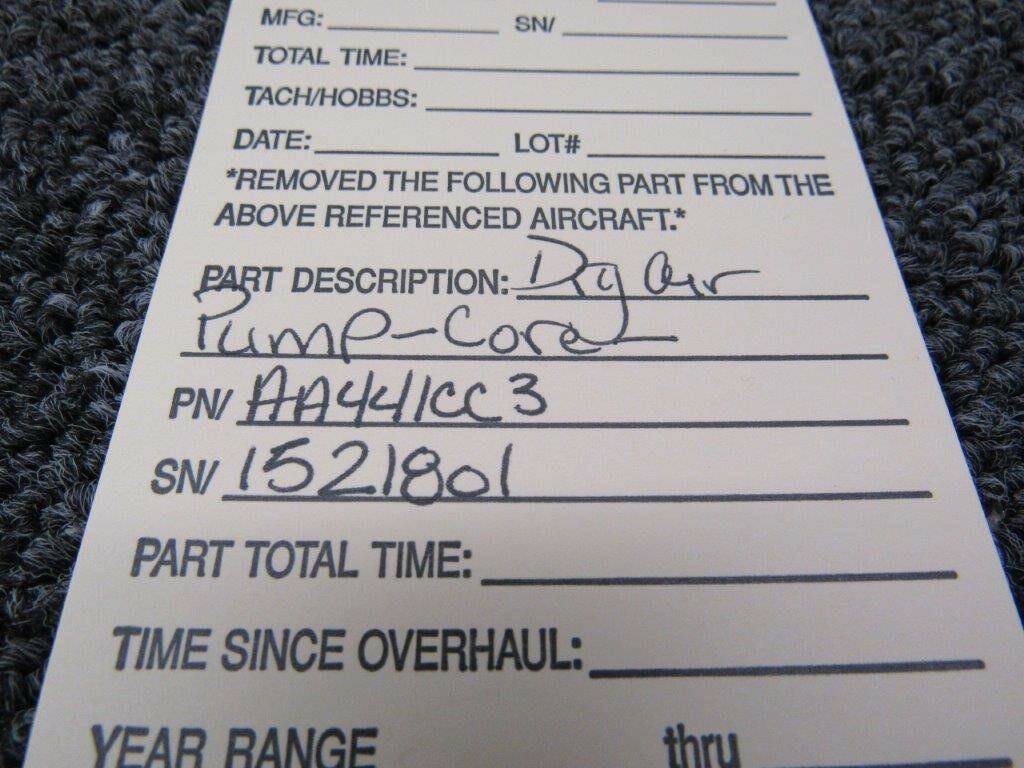 MFG: SN/
TOTAL TIME:
TACH/HOBBS:
DATE: LOT#
*REMOVED THE FOLLOWING PART FROM THE
ABOVE REFERENCED AIRCRAFT.*
PART DESCRIPTION: Dry air
Pump-Core
PN/ AA441CC3
SN/ 1521801
PART TOTAL TIME:
TIME SINCE OVERHAUL:
YEAR RANGE thru